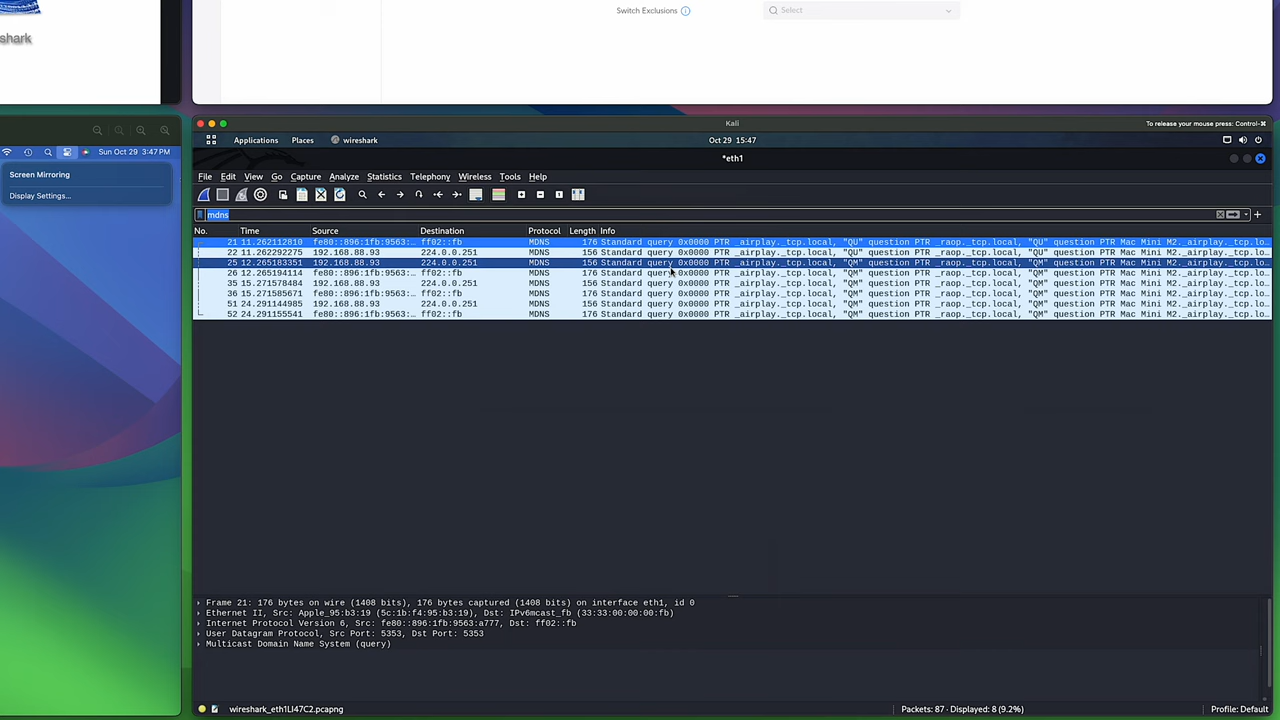 shark
Switch Exclusions
Select
Sun Oct 29 3:47 PM
Screen Mirroring
Display Settings...
Kali
To release your mouse press: Control-⌘
Applications Places wireshark
Oct 29 15:47
*eth1
File Edit View Go Capture Analyze Statistics Telephony Wireless Tools Help
mdns
No. Time Source Destination Protocol Length Info
21 11.262112810 fe80::896:1fb:9563:… ff02::fb MDNS 176 Standard query 0x0000 PTR _airplay._tcp.local, "QU" question PTR _raop._tcp.local, "QU" question PTR Mac Mini M2._airplay._tcp.lo…
22 11.262292275 192.168.88.93 224.0.0.251 MDNS 156 Standard query 0x0000 PTR _airplay._tcp.local, "QU" question PTR _raop._tcp.local, "QU" question PTR Mac Mini M2._airplay._tcp.lo…
25 12.265183351 192.168.88.93 224.0.0.251 MDNS 156 Standard query 0x0000 PTR _airplay._tcp.local, "QM" question PTR _raop._tcp.local, "QM" question PTR Mac Mini M2._airplay._tcp.lo…
26 12.265194114 fe80::896:1fb:9563:… ff02::fb MDNS 176 Standard query 0x0000 PTR _airplay._tcp.local, "QM" question PTR _raop._tcp.local, "QM" question PTR Mac Mini M2._airplay._tcp.lo…
35 15.271578484 192.168.88.93 224.0.0.251 MDNS 156 Standard query 0x0000 PTR _airplay._tcp.local, "QM" question PTR _raop._tcp.local, "QM" question PTR Mac Mini M2._airplay._tcp.lo…
36 15.271585671 fe80::896:1fb:9563:… ff02::fb MDNS 176 Standard query 0x0000 PTR _airplay._tcp.local, "QM" question PTR _raop._tcp.local, "QM" question PTR Mac Mini M2._airplay._tcp.lo…
51 24.291144985 192.168.88.93 224.0.0.251 MDNS 156 Standard query 0x0000 PTR _airplay._tcp.local, "QM" question PTR _raop._tcp.local, "QM" question PTR Mac Mini M2._airplay._tcp.lo…
52 24.291155541 fe80::896:1fb:9563:… ff02::fb MDNS 176 Standard query 0x0000 PTR _airplay._tcp.local, "QM" question PTR _raop._tcp.local, "QM" question PTR Mac Mini M2._airplay._tcp.lo…
Frame 21: 176 bytes on wire (1408 bits), 176 bytes captured (1408 bits) on interface eth1, id 0
Ethernet II, Src: Apple_95:b3:19 (5c:1b:f4:95:b3:19), Dst: IPv6mcast_fb (33:33:00:00:00:fb)
Internet Protocol Version 6, Src: fe80::896:1fb:9563:a777, Dst: ff02::fb
User Datagram Protocol, Src Port: 5353, Dst Port: 5353
Multicast Domain Name System (query)
wireshark_eth1LI47C2.pcapng
Packets: 87 · Displayed: 8 (9.2%)
Profile: Default